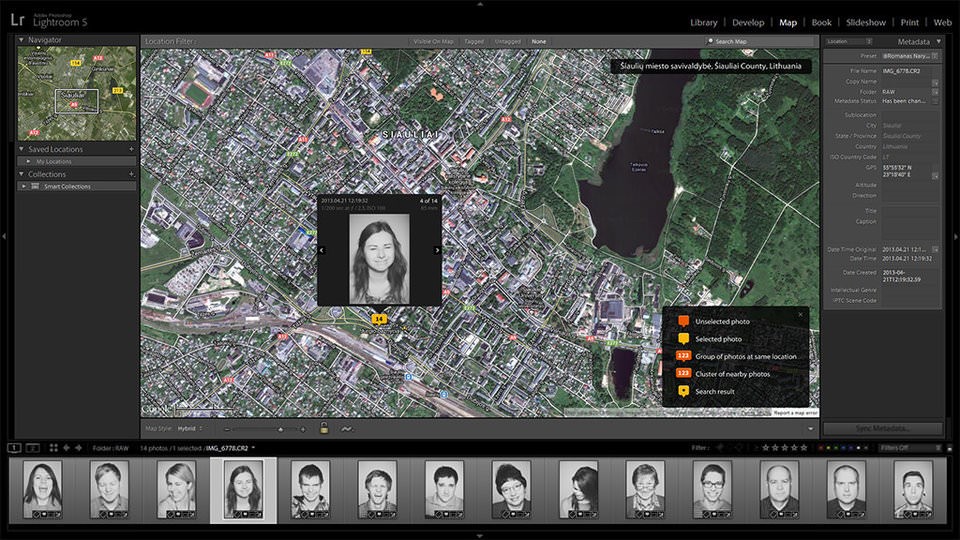 Lr
Adobe Photoshop
Lightroom 5
Library | Develop | Map | Book | Slideshow | Print | Web
Navigator
Siauliai
Saved Locations
My Locations
Collections
Smart Collections
Location Filter:
Visible On Map
Tagged
Untagged
None
Search Map
Šiaulių miesto savivaldybė, Šiauliai County, Lithuania
SIAULIAI
2013.04.21 12:19:32
4 of 14
85 mm
14
Unselected photo
Selected photo
123 Group of photos at same location
123 Cluster of nearby photos
Search result
Report a map error
Map Style: Hybrid
Location
Metadata
Preset
File Name IMG_6778.CR2
Copy Name
Folder RAW
Metadata Status Has been chan...
Sublocation
City Siauliai
State / Province Siauliai County
Country Lithuania
ISO Country Code LT
GPS 55°55'32" N
23°18'40" E
Altitude
Direction
Title
Caption
Date Time Original 2013.04.21 12:1...
Date Time 2013.04.21 12:19:32
Date Created 2013-04-
21T12:19:32.59
Intellectual Genre
IPTC Scene Code
Sync Metadata...
1 2
Folder : RAW
14 photos / 1 selected / IMG_6778.CR2
Filter :
Filters Off